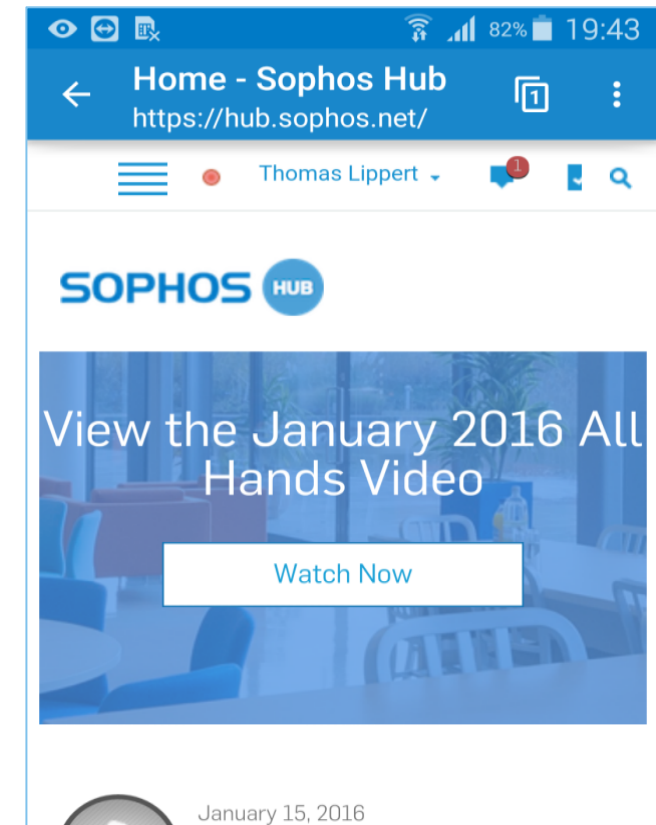 82% 19:43
Home - Sophos Hub
https://hub.sophos.net/
1
Thomas Lippert
1
SOPHOS HUB
View the January 2016 All
Hands Video
Watch Now
January 15, 2016